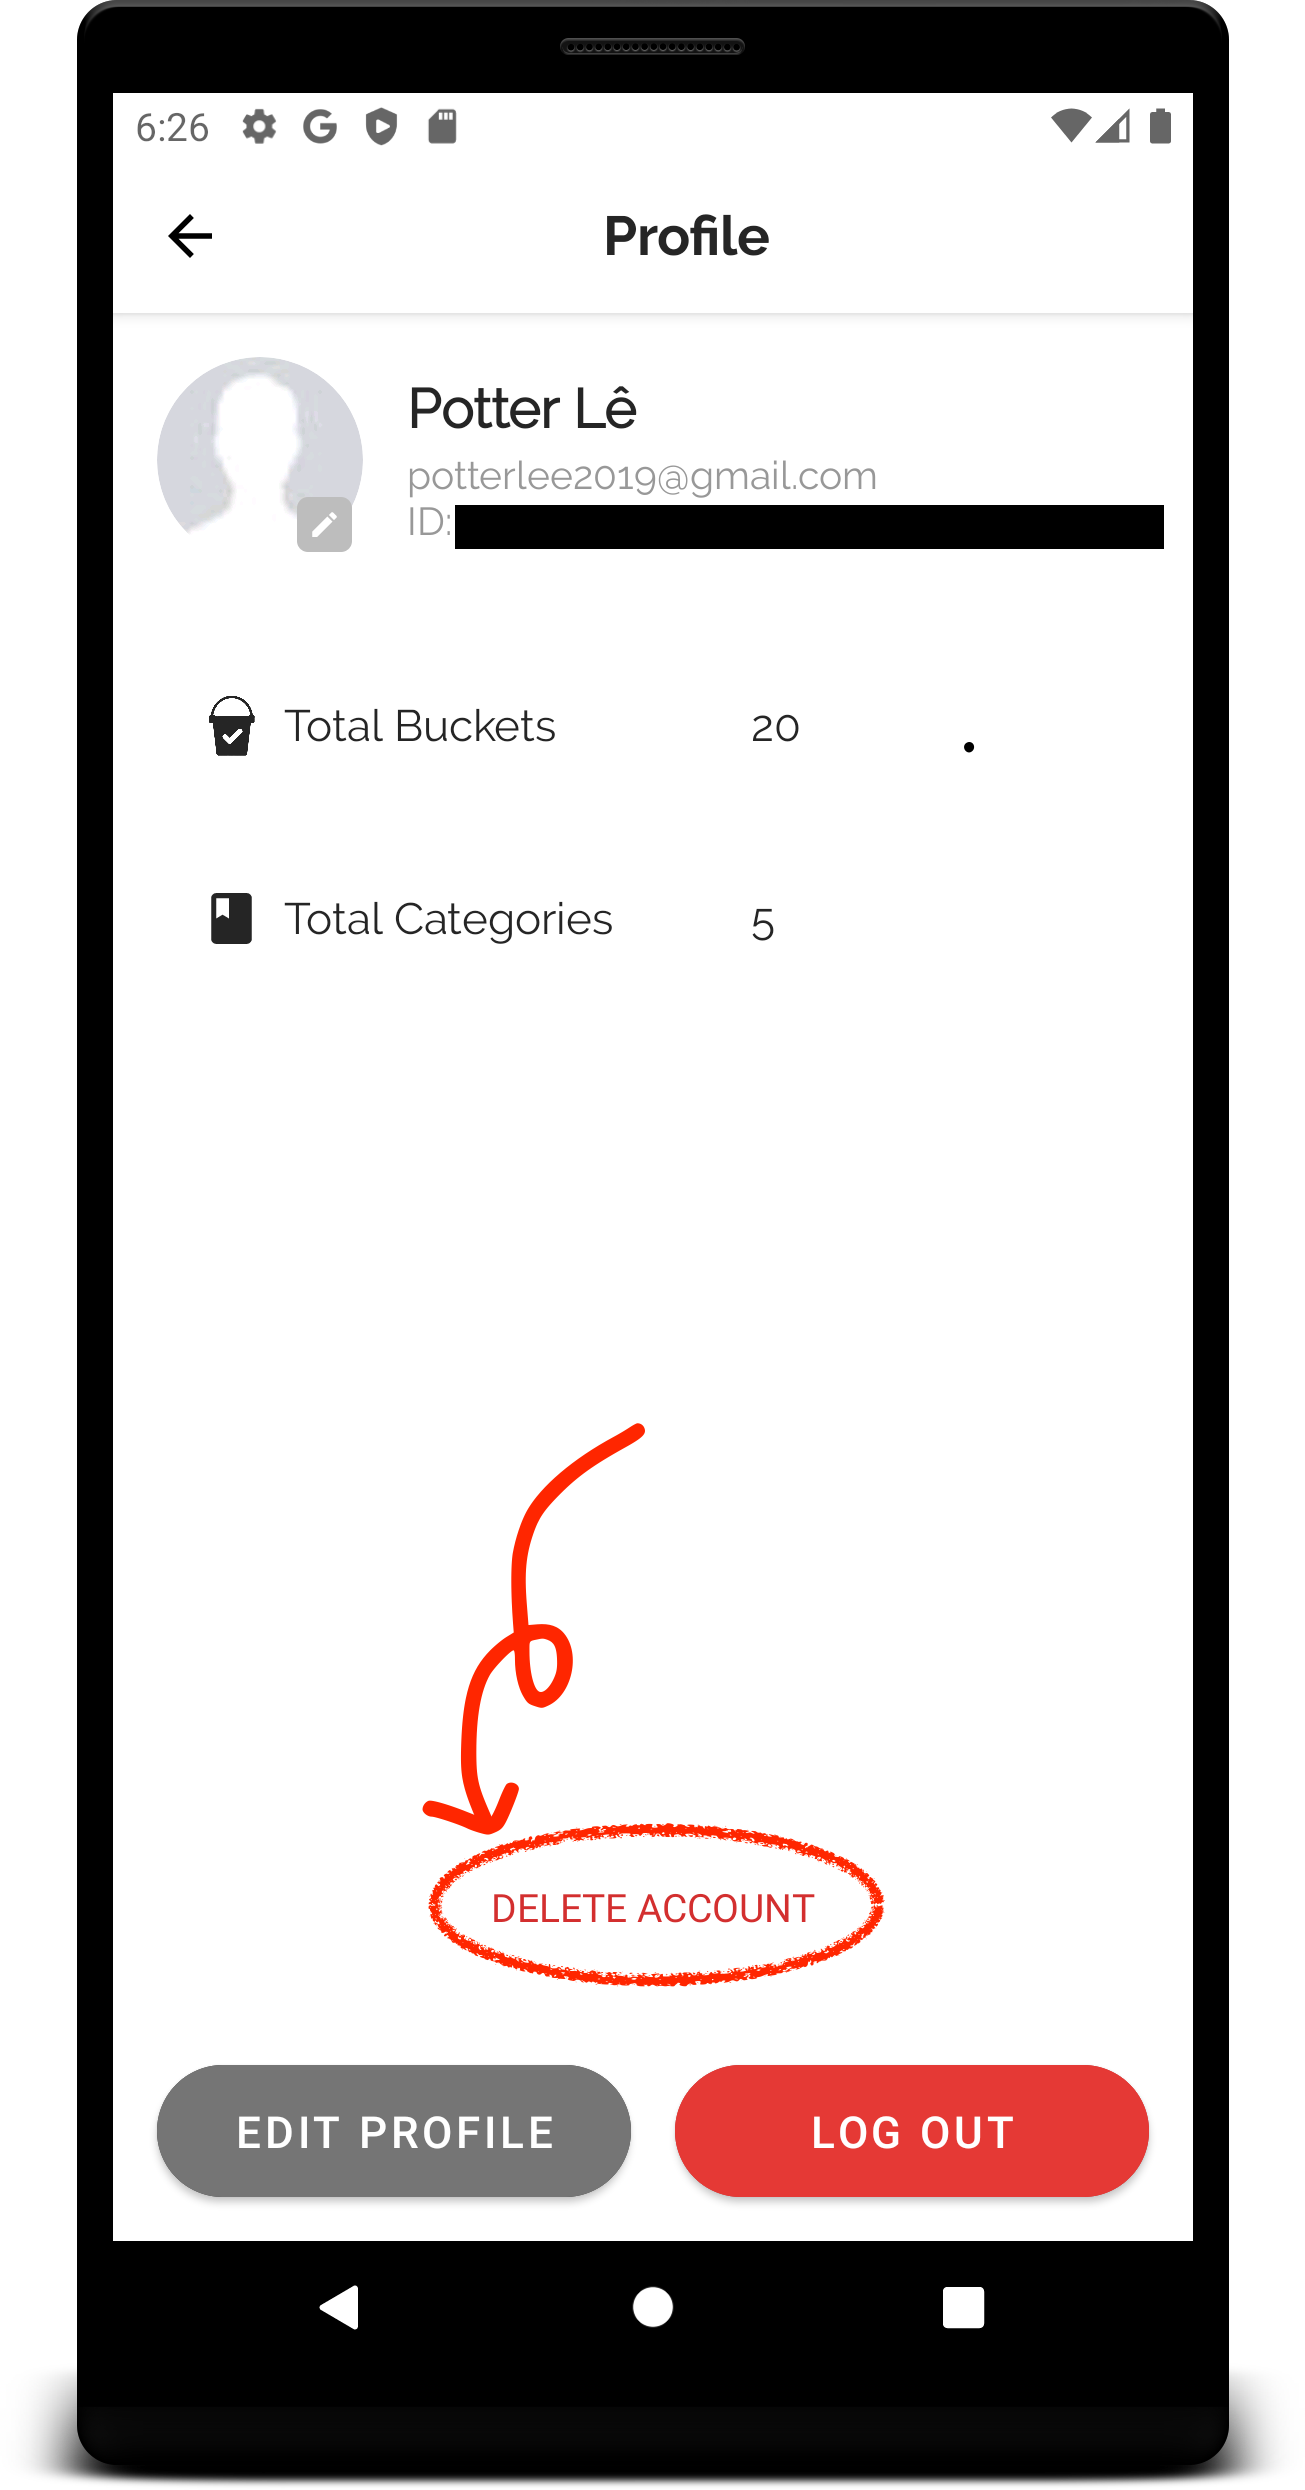 6:26
Profile
Potter Lê
potterlee2019@gmail.com
ID:
Total Buckets 20
Total Categories 5
DELETE ACCOUNT
EDIT PROFILE LOG OUT